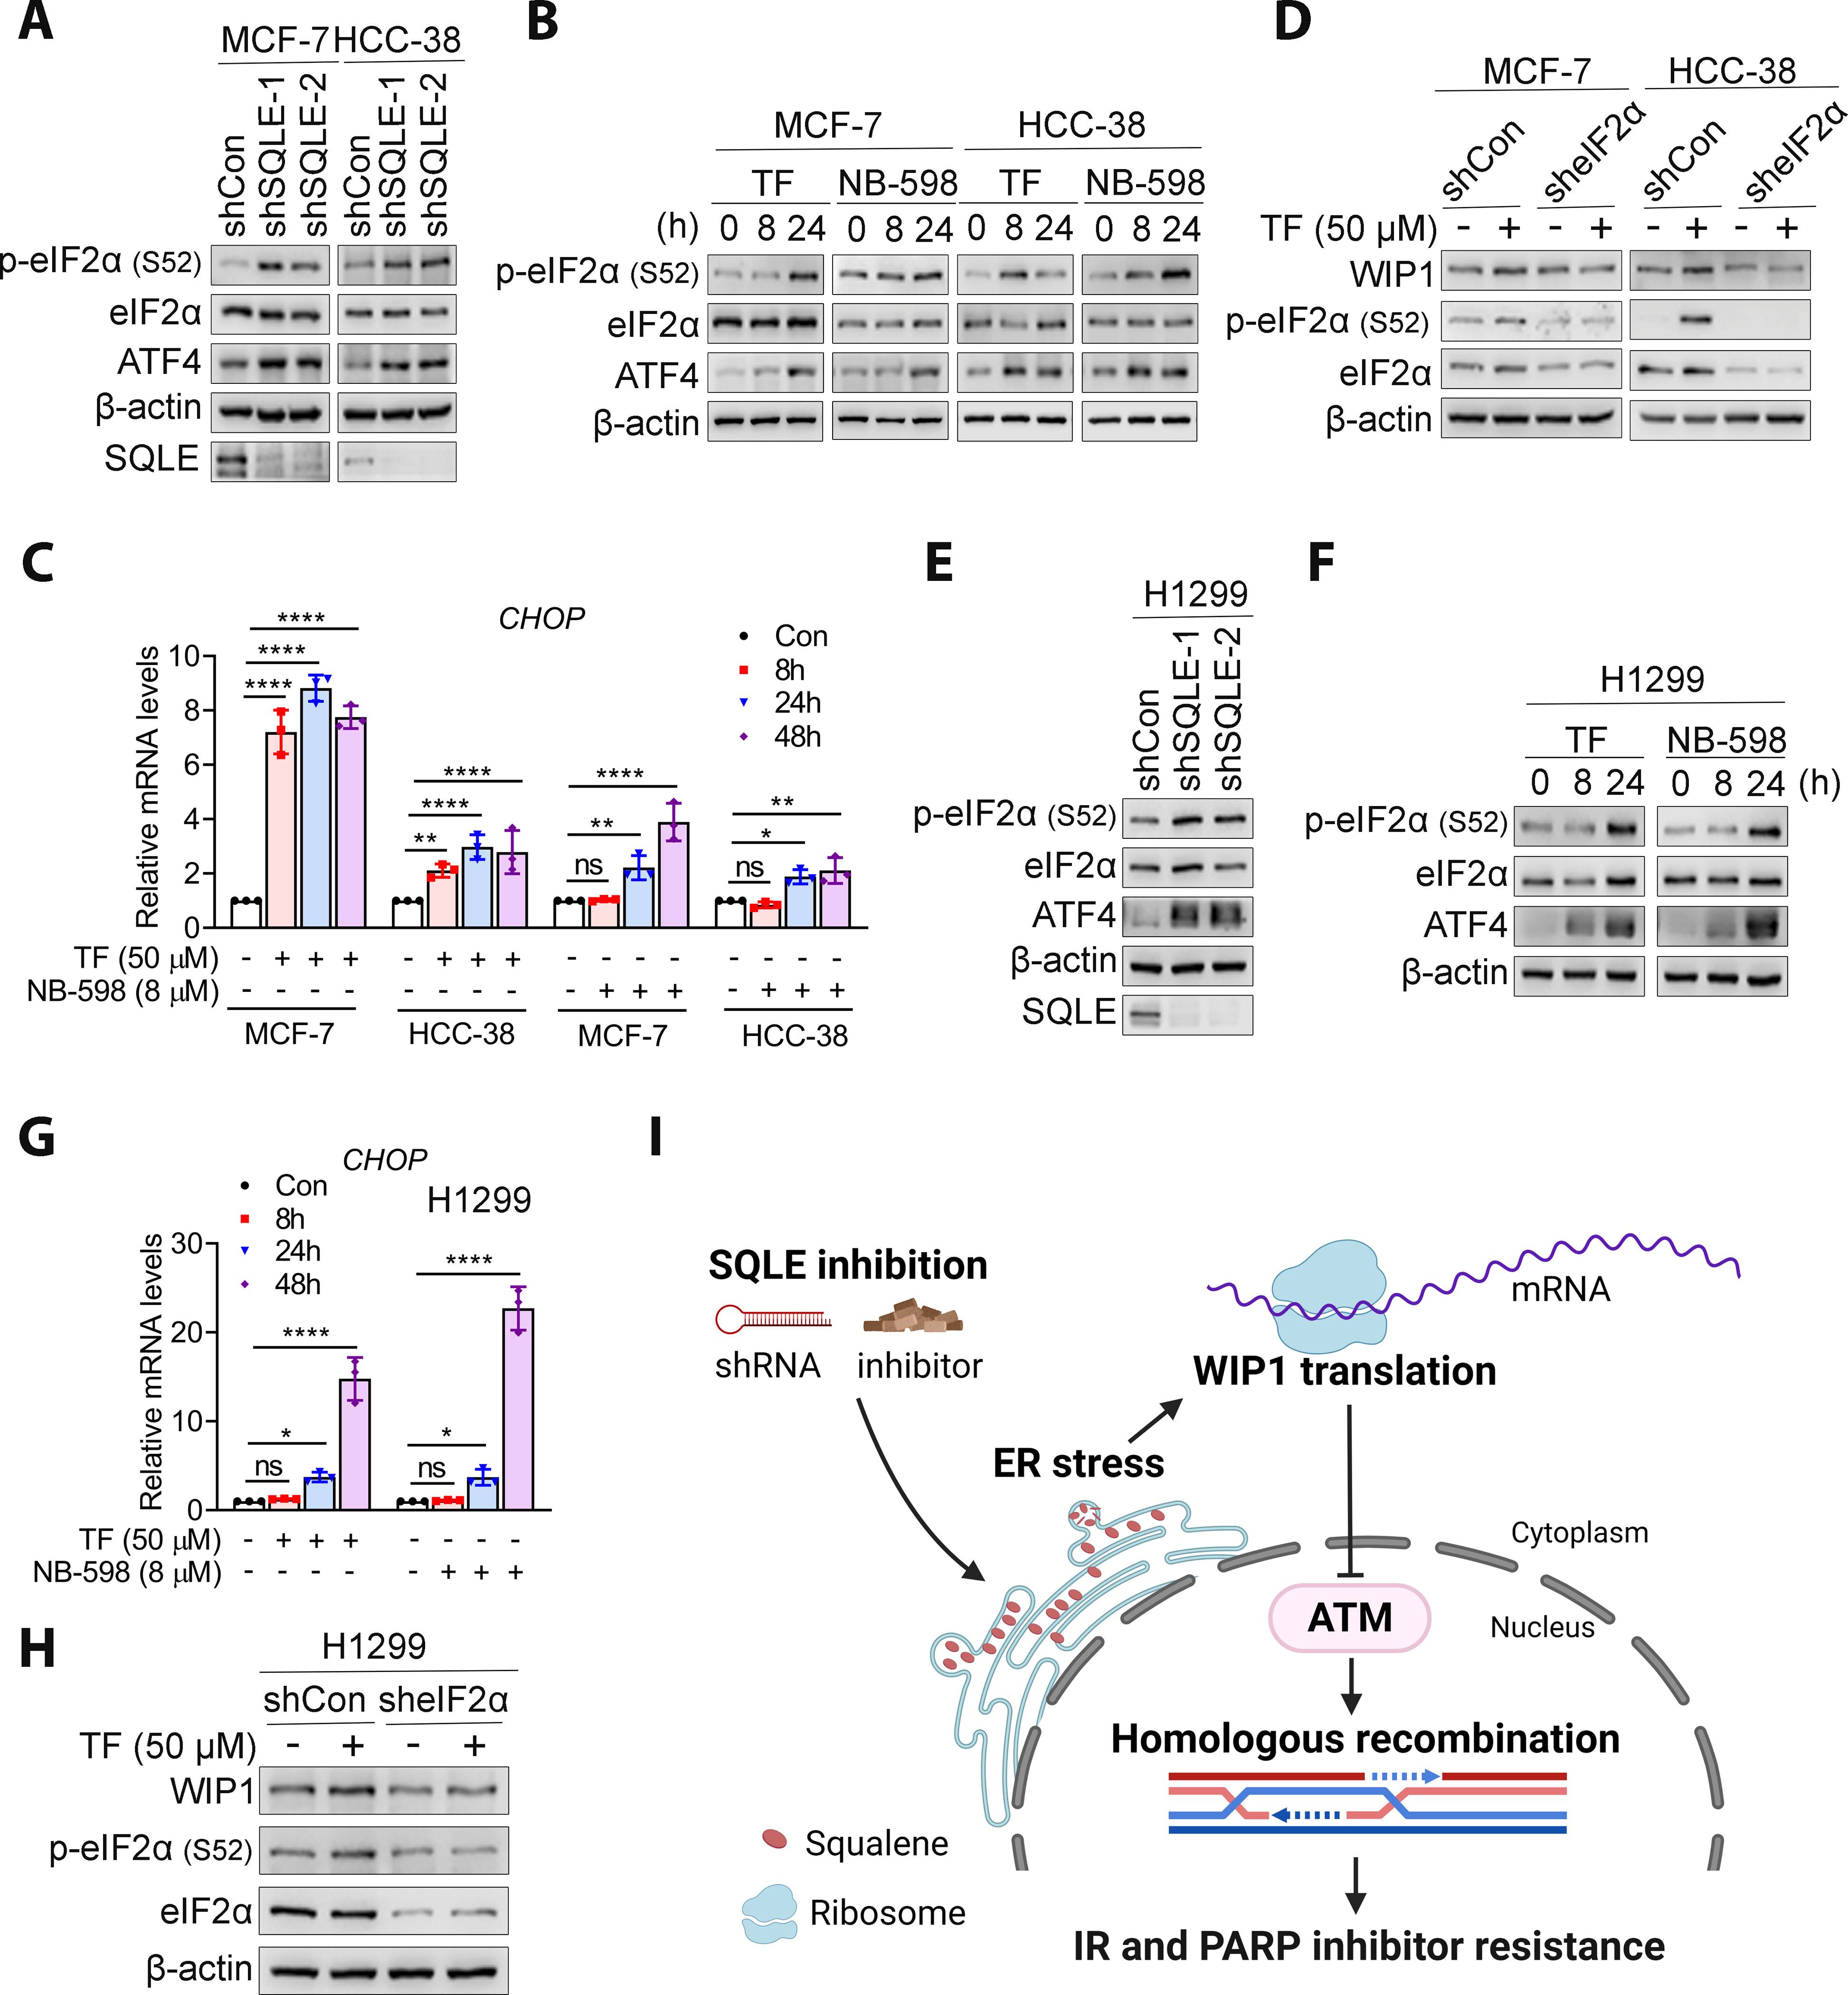 A
MCF-7 HCC-38
shCon shSQLE-1 shSQLE-2 shCon shSQLE-1 shSQLE-2
p-eIF2α (S52)
eIF2α
ATF4
β-actin
SQLE
B
MCF-7 HCC-38
TF NB-598 TF NB-598
(h) 0 8 24 0 8 24 0 8 24 0 8 24
p-eIF2α (S52)
eIF2α
ATF4
β-actin
D
MCF-7 HCC-38
shCon sheIF2α shCon sheIF2α
TF (50 μM) - + - + - + - +
WIP1
p-eIF2α (S52)
eIF2α
β-actin
C
CHOP
Relative mRNA levels
10
8
6
4
2
0
**** **** ****
** **** ****
ns ** ****
ns * **
Con
8h
24h
48h
TF (50 μM) - + + + - + + + - - - - - - - -
NB-598 (8 μM) - - - - - - - - - + + + - + + +
MCF-7 HCC-38 MCF-7 HCC-38
E
H1299
shCon shSQLE-1 shSQLE-2
p-eIF2α (S52)
eIF2α
ATF4
β-actin
SQLE
F
H1299
TF NB-598
0 8 24 0 8 24 (h)
p-eIF2α (S52)
eIF2α
ATF4
β-actin
G
CHOP
H1299
Con
8h
24h
48h
Relative mRNA levels
30
20
10
0
ns * ****
ns * ****
TF (50 μM) - + + + - - - -
NB-598 (8 μM) - - - - - + + +
H
H1299
shCon sheIF2α
TF (50 μM) - + - +
WIP1
p-eIF2α (S52)
eIF2α
β-actin
I
SQLE inhibition
shRNA inhibitor
mRNA
WIP1 translation
ER stress
Cytoplasm
ATM
Nucleus
Homologous recombination
Squalene
Ribosome
IR and PARP inhibitor resistance